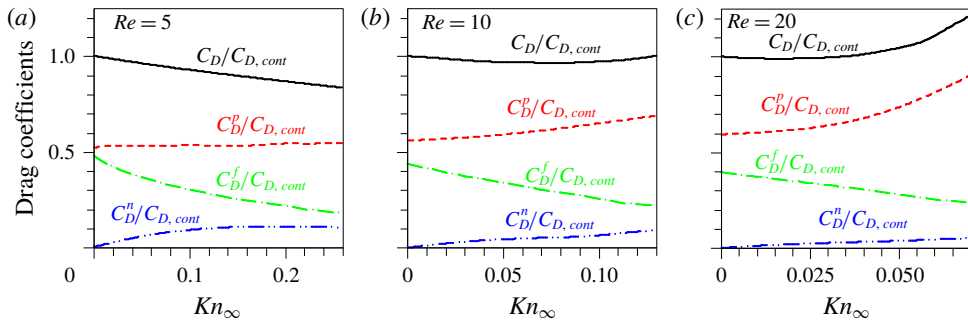 (a)
Re = 5
C_D/C_{D, cont}
C_D^p/C_{D, cont}
C_D^f/C_{D, cont}
C_D^n/C_{D, cont}
Drag coefficients
1.0
0.5
0
0.1
0.2
Kn_∞
(b)
Re = 10
C_D/C_{D, cont}
C_D^p/C_{D, cont}
C_D^f/C_{D, cont}
C_D^n/C_{D, cont}
0
0.05
0.10
Kn_∞
(c)
Re = 20
C_D/C_{D, cont}
C_D^p/C_{D, cont}
C_D^f/C_{D, cont}
C_D^n/C_{D, cont}
0
0.025
0.050
Kn_∞